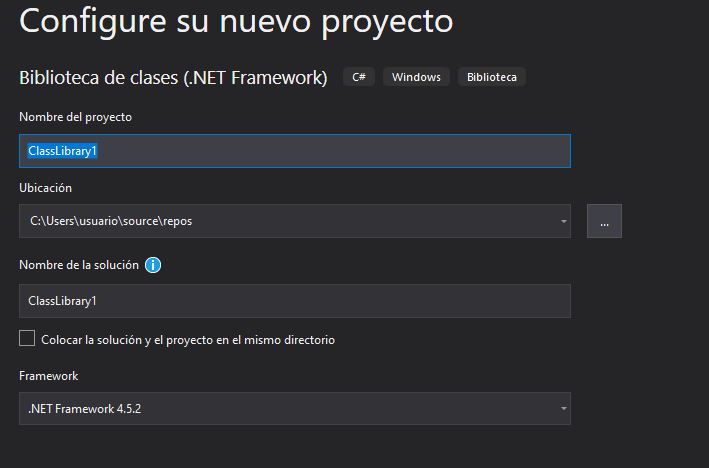 Configure su nuevo proyecto
Biblioteca de clases (.NET Framework) C# Windows Biblioteca
Nombre del proyecto
ClassLibrary1
Ubicación
C:\Users\usuario\source\repos ...
Nombre de la solución
ClassLibrary1
Colocar la solución y el proyecto en el mismo directorio
Framework
.NET Framework 4.5.2